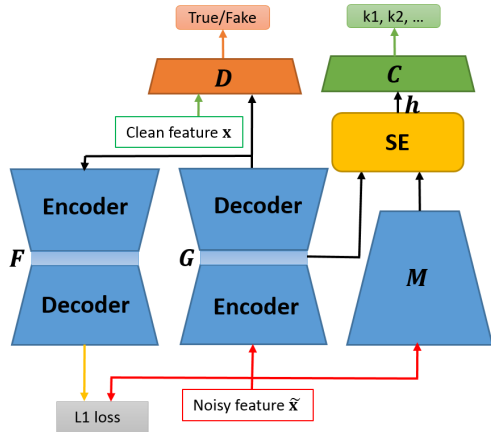 True/Fake
k1, k2, ...
D
C
h
Clean feature x
SE
Encoder
Decoder
F
G
M
Decoder
Encoder
L1 loss
Noisy feature x̃